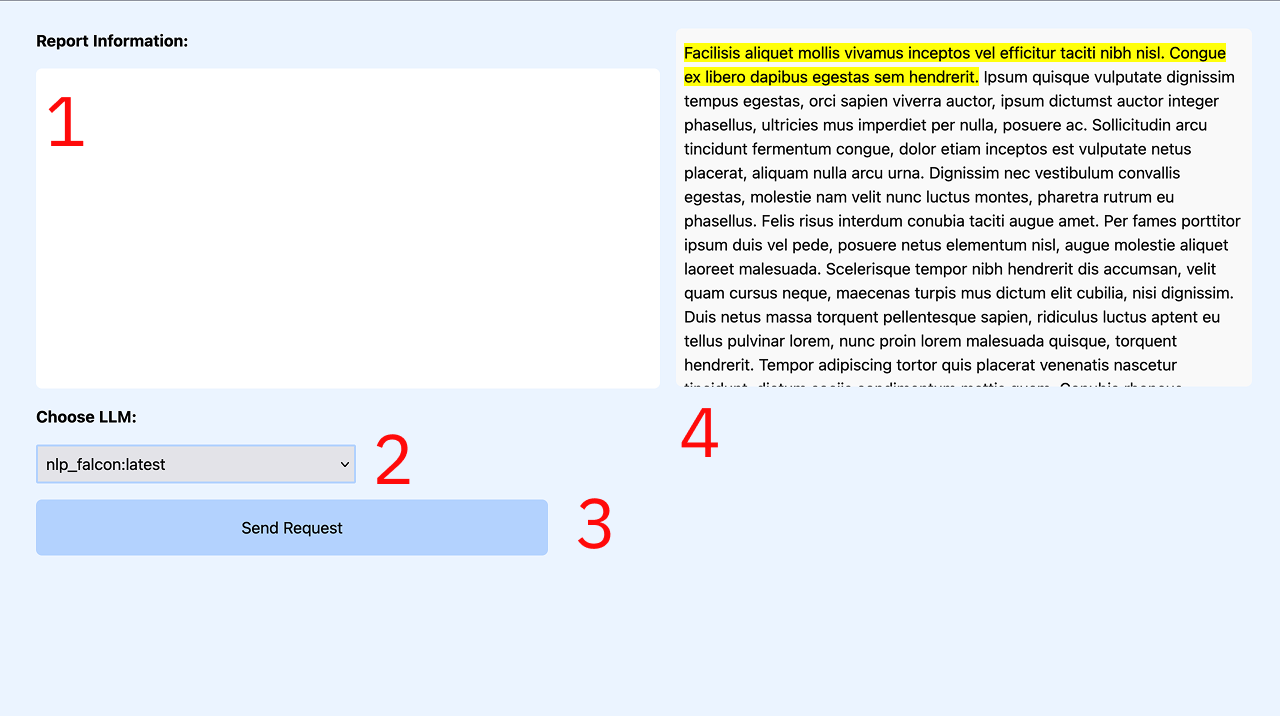 Report Information:
1
Choose LLM:
nlp_falcon:latest
2
Send Request
3
Facilisis aliquet mollis vivamus inceptos vel efficitur taciti nibh nisl. Congue
ex libero dapibus egestas sem hendrerit. Ipsum quisque vulputate dignissim
tempus egestas, orci sapien viverra auctor, ipsum dictumst auctor integer
phasellus, ultricies mus imperdiet per nulla, posuere ac. Sollicitudin arcu
tincidunt fermentum congue, dolor etiam inceptos est vulputate netus
placerat, aliquam nulla arcu urna. Dignissim nec vestibulum convallis
egestas, molestie nam velit nunc luctus montes, pharetra rutrum eu
phasellus. Felis risus interdum conubia taciti augue amet. Per fames porttitor
ipsum duis vel pede, posuere netus elementum nisl, augue molestie aliquet
laoreet malesuada. Scelerisque tempor nibh hendrerit dis accumsan, velit
quam cursus neque, maecenas turpis mus dictum elit cubilia, nisi dignissim.
Duis netus massa torquent pellentesque sapien, ridiculus luctus aptent eu
tellus pulvinar lorem, nunc proin lorem malesuada quisque, torquent
hendrerit. Tempor adipiscing tortor quis placerat venenatis nascetur
4